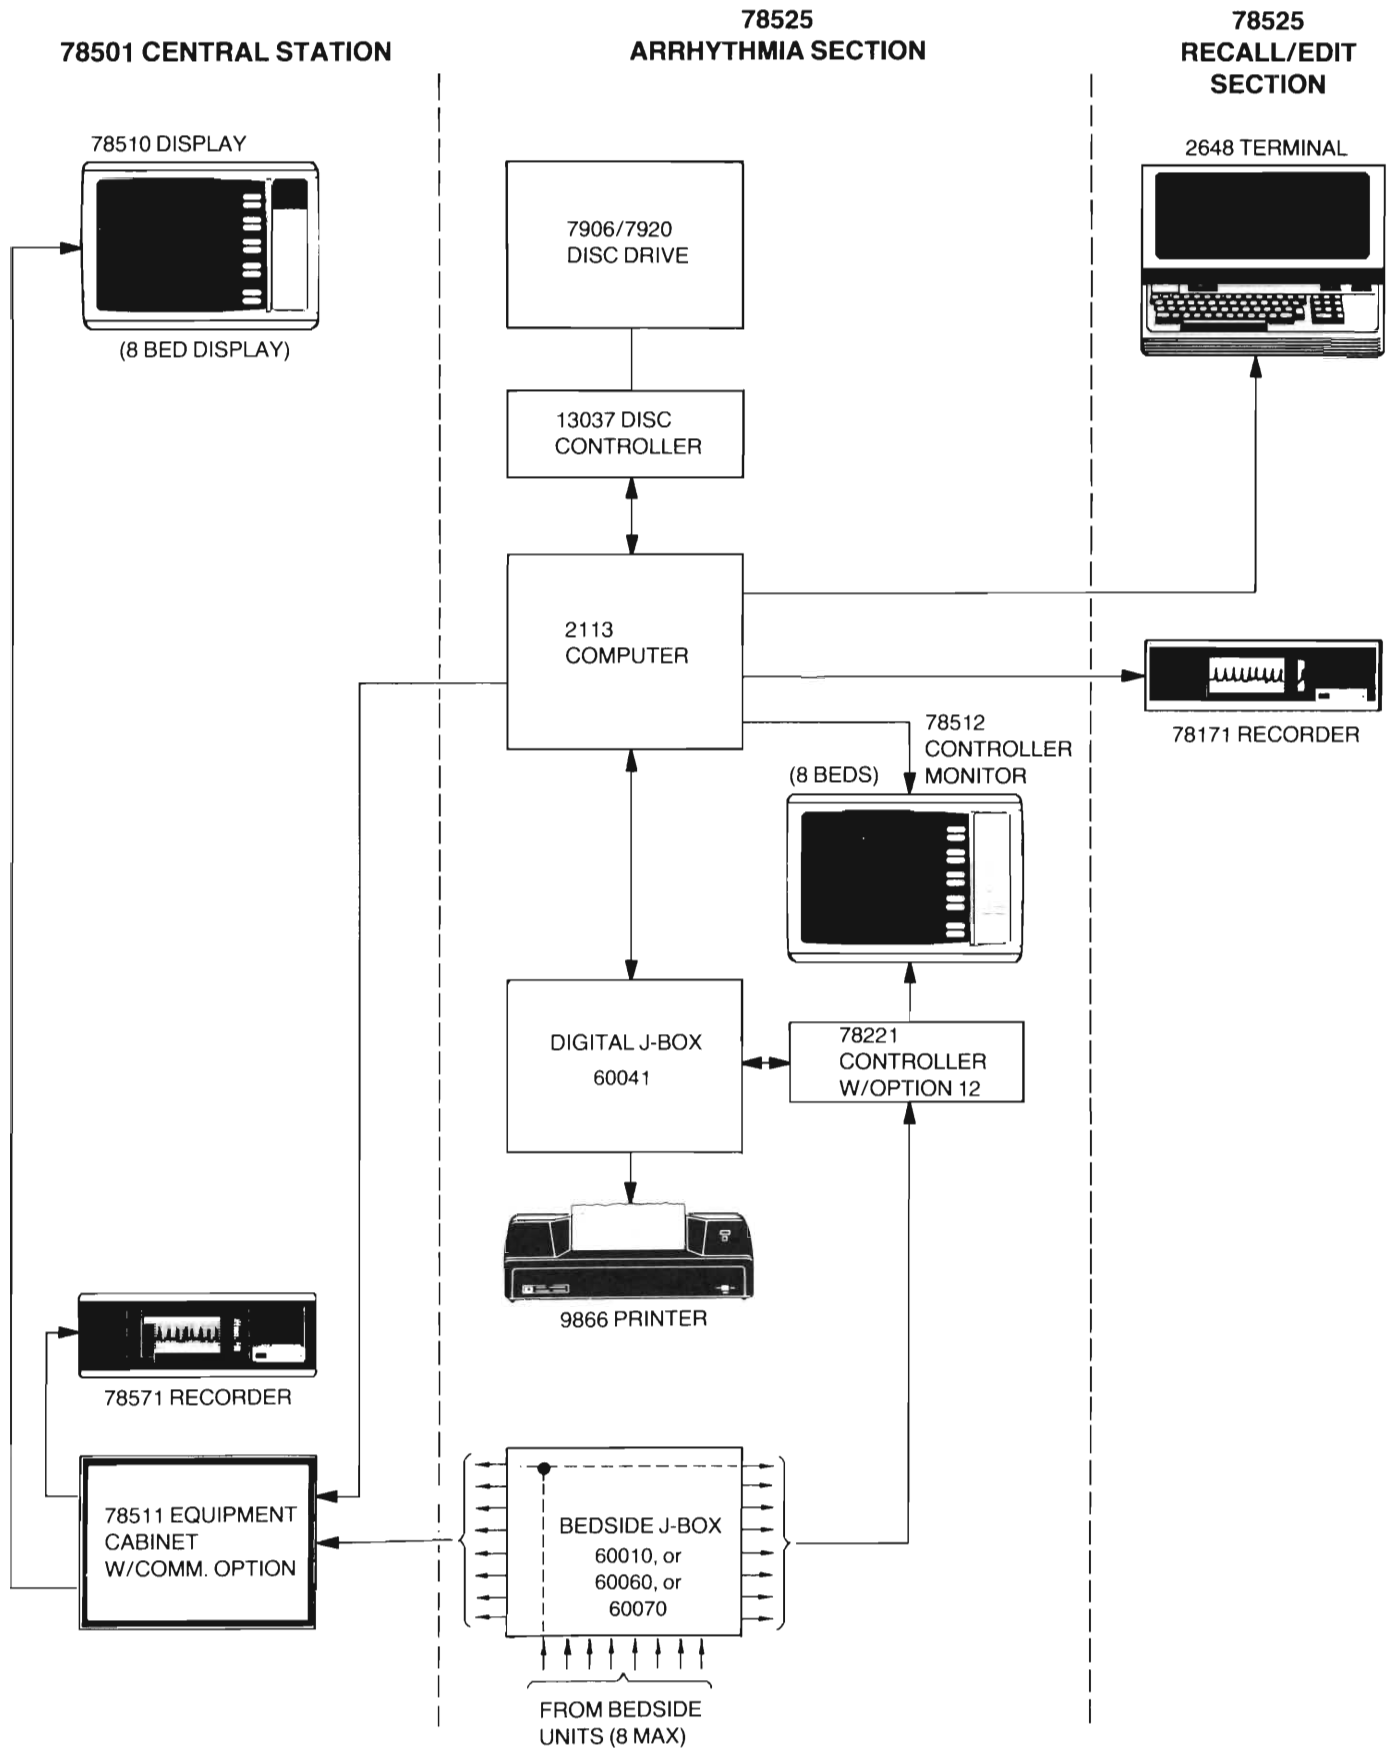 78501 CENTRAL STATION
78525
ARRHYTHMIA SECTION
78525
RECALL/EDIT
SECTION
78510 DISPLAY
(8 BED DISPLAY)
7906/7920
DISC DRIVE
2648 TERMINAL
13037 DISC
CONTROLLER
2113
COMPUTER
78171 RECORDER
78512
CONTROLLER
MONITOR
(8 BEDS)
DIGITAL J-BOX
60041
78221
CONTROLLER
W/OPTION 12
9866 PRINTER
78571 RECORDER
78511 EQUIPMENT
CABINET
W/COMM. OPTION
BEDSIDE J-BOX
60010, or
60060, or
60070
FROM BEDSIDE
UNITS (8 MAX)